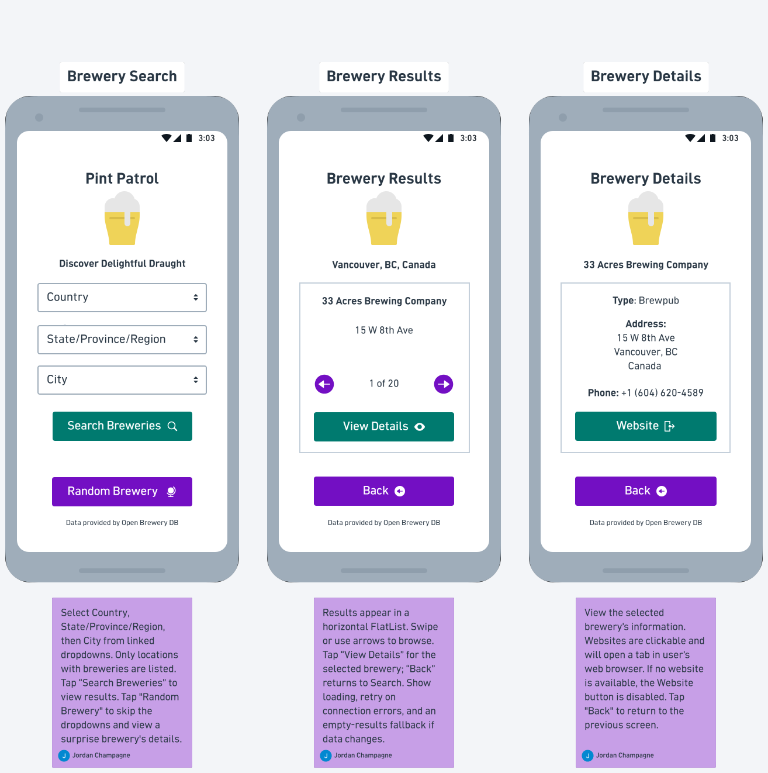 Brewery Search
3:03
Pint Patrol
Discover Delightful Draught
Country
State/Province/Region
City
Search Breweries
Random Brewery
Data provided by Open Brewery DB
Select Country,
State/Province/Region,
then City from linked
dropdowns. Only locations
with breweries are listed.
Tap "Search Breweries" to
view results. Tap "Random
Brewery" to skip the
dropdowns and view a
surprise brewery's details.
J Jordan Champagne
Brewery Results
3:03
Brewery Results
Vancouver, BC, Canada
33 Acres Brewing Company
15 W 8th Ave
1 of 20
View Details
Back
Data provided by Open Brewery DB
Results appear in a
horizontal FlatList. Swipe
or use arrows to browse.
Tap "View Details" for the
selected brewery; "Back"
returns to Search. Show
loading, retry on
connection errors, and an
empty-results fallback if
data changes.
J Jordan Champagne
Brewery Details
3:03
Brewery Details
33 Acres Brewing Company
Type: Brewpub
Address:
15 W 8th Ave
Vancouver, BC
Canada
Phone: +1 (604) 620-4589
Website
Back
Data provided by Open Brewery DB
View the selected
brewery's information.
Websites are clickable and
will open a tab in user's
web browser. If no website
is available, the Website
button is disabled. Tap
"Back" to return to the
previous screen.
J Jordan Champagne